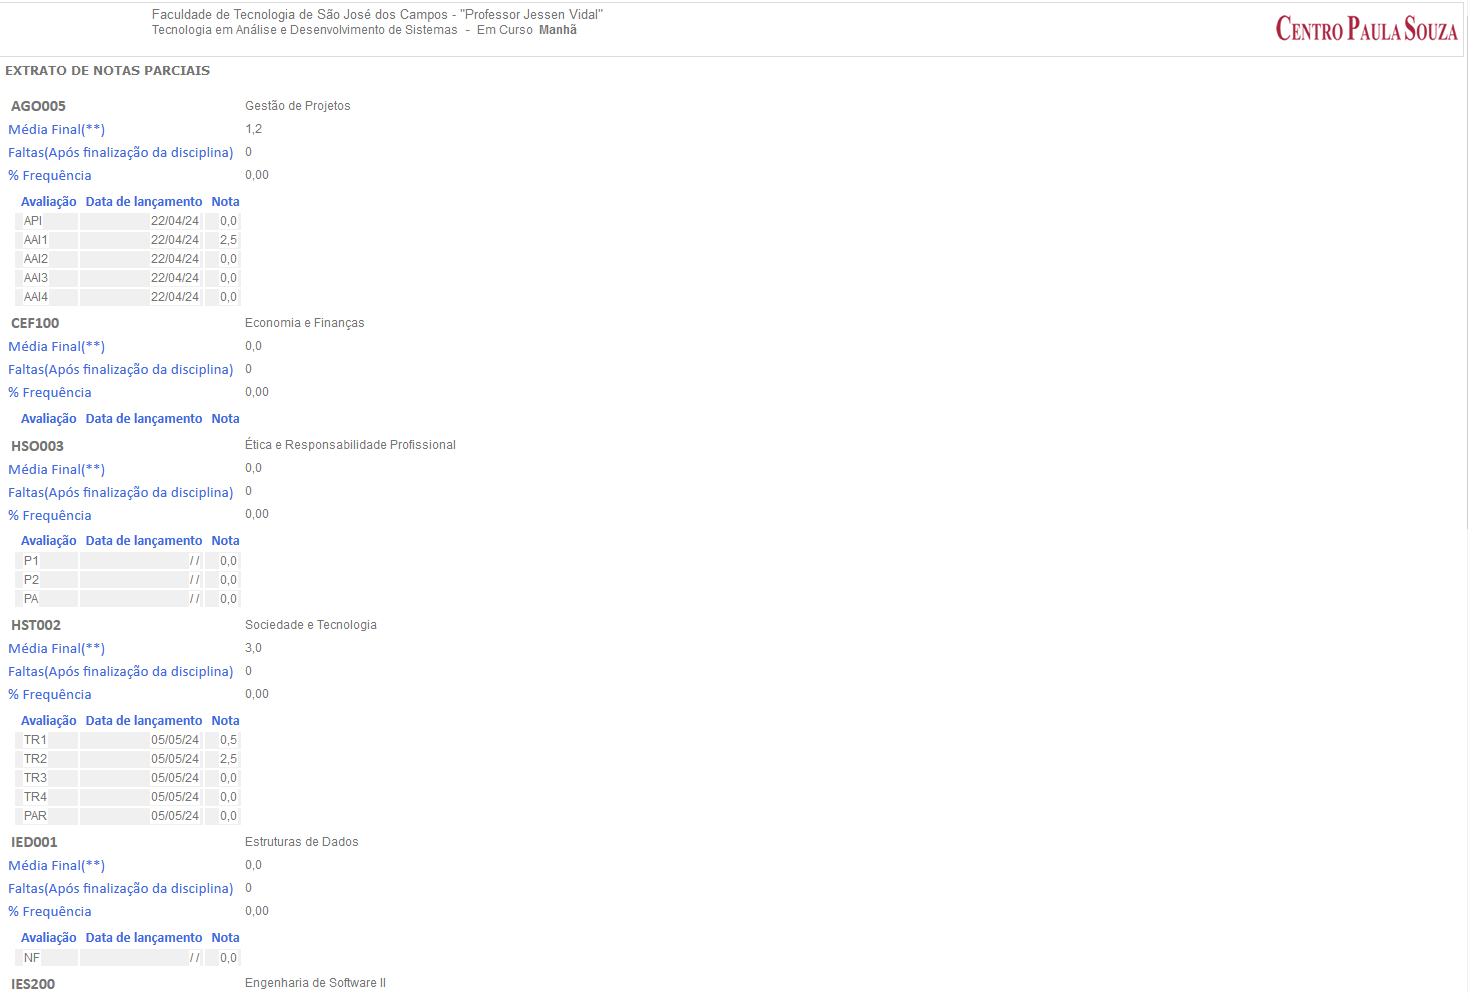 Faculdade de Tecnologia de São José dos Campos - "Professor Jessen Vidal"
Tecnologia em Análise e Desenvolvimento de Sistemas - Em Curso Manhã
CENTRO PAULA SOUZA
EXTRATO DE NOTAS PARCIAIS
AGO005 Gestão de Projetos
Média Final(**) 1,2
Faltas(Após finalização da disciplina) 0
% Frequência 0,00
Avaliação Data de lançamento Nota
API 22/04/24 0,0
AAI1 22/04/24 2,5
AAI2 22/04/24 0,0
AAI3 22/04/24 0,0
AAI4 22/04/24 0,0
CEF100 Economia e Finanças
Média Final(**) 0,0
Faltas(Após finalização da disciplina) 0
% Frequência 0,00
Avaliação Data de lançamento Nota
HSO003 Ética e Responsabilidade Profissional
Média Final(**) 0,0
Faltas(Após finalização da disciplina) 0
% Frequência 0,00
Avaliação Data de lançamento Nota
P1 / / 0,0
P2 / / 0,0
PA / / 0,0
HST002 Sociedade e Tecnologia
Média Final(**) 3,0
Faltas(Após finalização da disciplina) 0
% Frequência 0,00
Avaliação Data de lançamento Nota
TR1 05/05/24 0,5
TR2 05/05/24 2,5
TR3 05/05/24 0,0
TR4 05/05/24 0,0
PAR 05/05/24 0,0
IED001 Estruturas de Dados
Média Final(**) 0,0
Faltas(Após finalização da disciplina) 0
% Frequência 0,00
Avaliação Data de lançamento Nota
NF / / 0,0
IES200 Engenharia de Software II